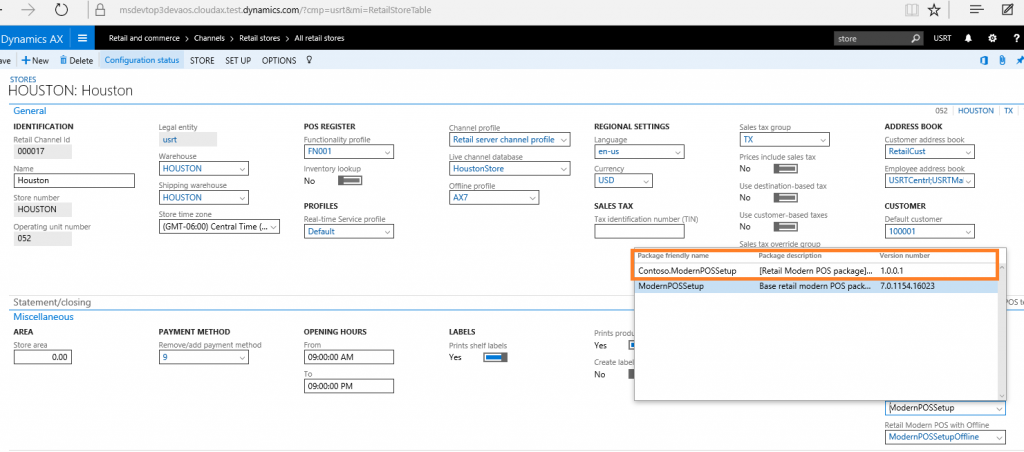 msdevtop3devaos.cloudax.test.dynamics.com/?cmp=usrt&mi=RetailStoreTable
Dynamics AX
Retail and commerce > Channels > Retail stores > All retail stores
store
USRT
?
ave
+ New
Delete
Configuration status
STORE
SET UP
OPTIONS
STORES
HOUSTON: Houston
General
052
HOUSTON
TX
IDENTIFICATION
Retail Channel Id
000017
Name
Houston
Store number
HOUSTON
Operating unit number
052
Legal entity
usrt
Warehouse
HOUSTON
Shipping warehouse
HOUSTON
Store time zone
(GMT-06:00) Central Time (...
POS REGISTER
Functionality profile
FN001
Inventory lookup
No
PROFILES
Real-time Service profile
Default
Channel profile
Retail server channel profile
Live channel database
HoustonStore
Offline profile
AX7
REGIONAL SETTINGS
Language
en-us
Currency
USD
SALES TAX
Tax identification number (TIN)
Sales tax group
TX
Prices include sales tax
No
Use destination-based tax
No
Use customer-based taxes
No
Sales tax override group
ADDRESS BOOK
Customer address book
RetailCust
Employee address book
USRTCentrl;USRTMa
CUSTOMER
Default customer
100001
Package friendly name
Package description
Version number
Contoso.ModernPOSSetup
[Retail Modern POS package]...
1.0.0.1
ModernPOSSetup
Base retail modern POS pack...
7.0.1154.16023
Statement/closing
POS te
Miscellaneous
AREA
Store area
0.00
PAYMENT METHOD
Remove/add payment method
9
OPENING HOURS
From
09:00:00 AM
To
09:00:00 PM
LABELS
Prints shelf labels
Yes
Prints produ
Yes
Create label
No
ModernPOSSetup
Retail Modern POS with Offline
ModernPOSSetupOffline